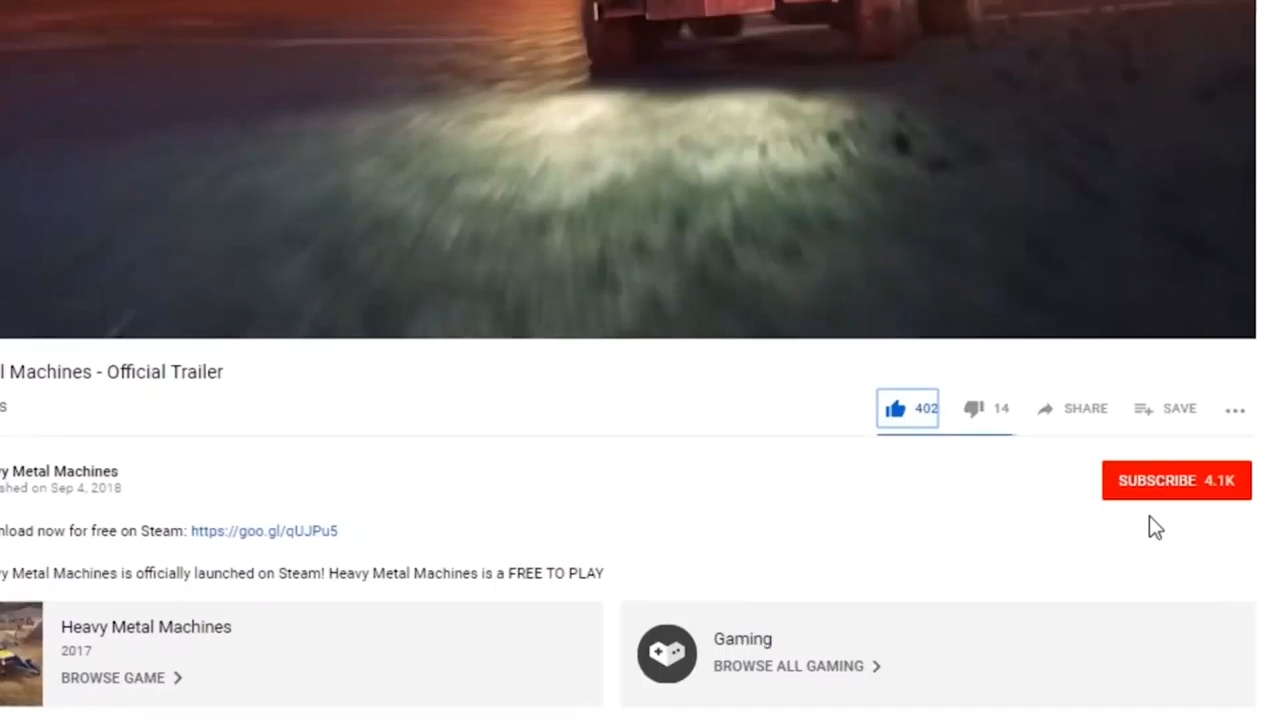 l Machines - Official Trailer
s
402 14 SHARE SAVE
y Metal Machines
shed on Sep 4, 2018
SUBSCRIBE 4.1K
nload now for free on Steam: https://goo.gl/qUJPu5
y Metal Machines is officially launched on Steam! Heavy Metal Machines is a FREE TO PLAY
Heavy Metal Machines
2017
BROWSE GAME
Gaming
BROWSE ALL GAMING